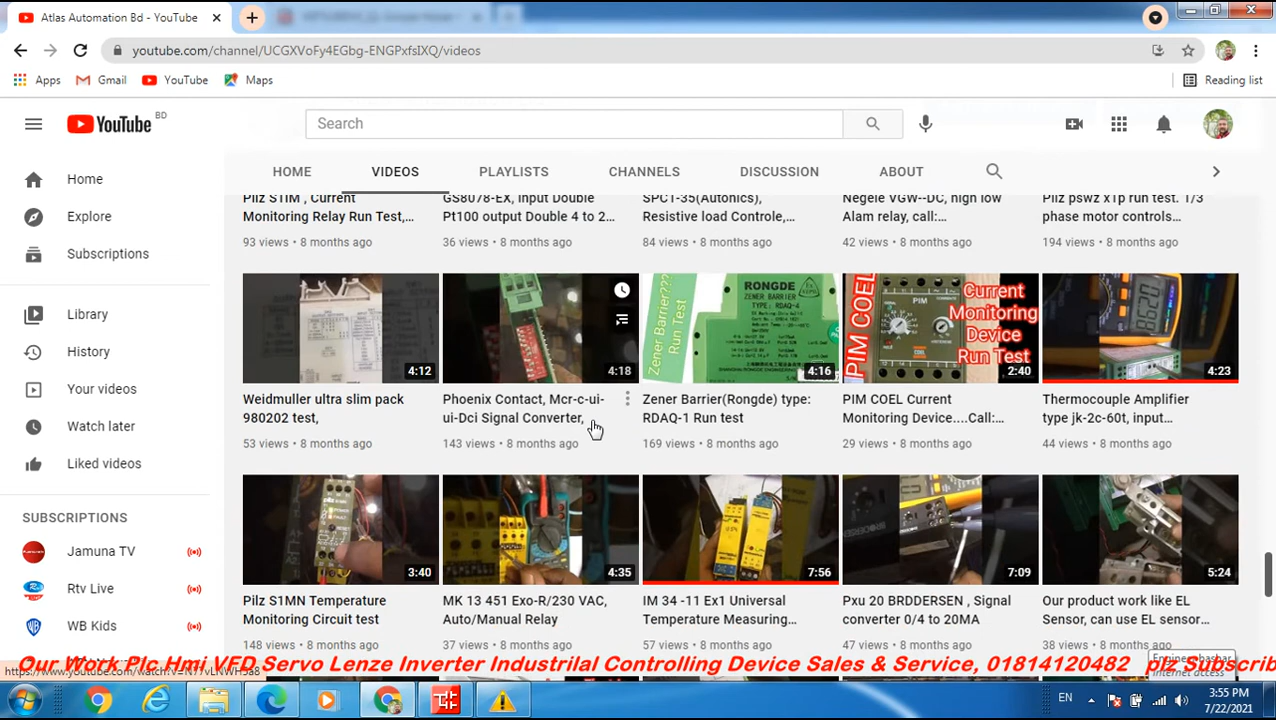 Atlas Automation Bd - YouTube
youtube.com/channel/UCGXVoFy4EGbg-ENGPxfsIXQ/videos
Apps Gmail YouTube Maps Reading list
YouTube BD
Search
HOME VIDEOS PLAYLISTS CHANNELS DISCUSSION ABOUT
Home
Explore
Subscriptions
Library
History
Your videos
Watch later
Liked videos
SUBSCRIPTIONS
Jamuna TV
Rtv Live
WB Kids
Pilz S1IM , Current
Monitoring Relay Run Test,...
93 views • 8 months ago
GS8078-EX, input Double
Pt100 output Double 4 to 2...
36 views • 8 months ago
SPC1-35(Autonics),
Resistive load Controle,...
84 views • 8 months ago
Negele VGW--DC, high low
Alam relay, call:...
42 views • 8 months ago
Pilz pswz x1p run test. 1/3
phase motor controls...
194 views • 8 months ago
4:12
Weidmuller ultra slim pack
980202 test,
53 views • 8 months ago
4:18
Phoenix Contact, Mcr-c-ui-
ui-Dci Signal Converter,
143 views • 8 months ago
Zener Barrier???
Run Test
RONGDE
ZENER BARRIER
TYPE: RDAQ-4
4:16
Zener Barrier(Rongde) type:
RDAQ-1 Run test
169 views • 8 months ago
PIM COEL
PIM
Current
Monitoring
Device
Run Test
2:40
PIM COEL Current
Monitoring Device....Call:...
29 views • 8 months ago
4:23
Thermocouple Amplifier
type jk-2c-60t, input...
44 views • 8 months ago
3:40
Pilz S1MN Temperature
Monitoring Circuit test
148 views • 8 months ago
4:35
MK 13 451 Exo-R/230 VAC,
Auto/Manual Relay
37 views • 8 months ago
7:56
IM 34 -11 Ex1 Universal
Temperature Measuring...
57 views • 8 months ago
7:09
Pxu 20 BRDDERSEN , Signal
converter 0/4 to 20MA
47 views • 8 months ago
5:24
Our product work like EL
Sensor, can use EL sensor...
38 views • 8 months ago
Our Work Plc Hmi Servo Lenze Inverter Industrilal Controlling Device Sales & Service, 01814120482 plz Subscrib
Internet access
EN
3:55 PM
7/22/2021